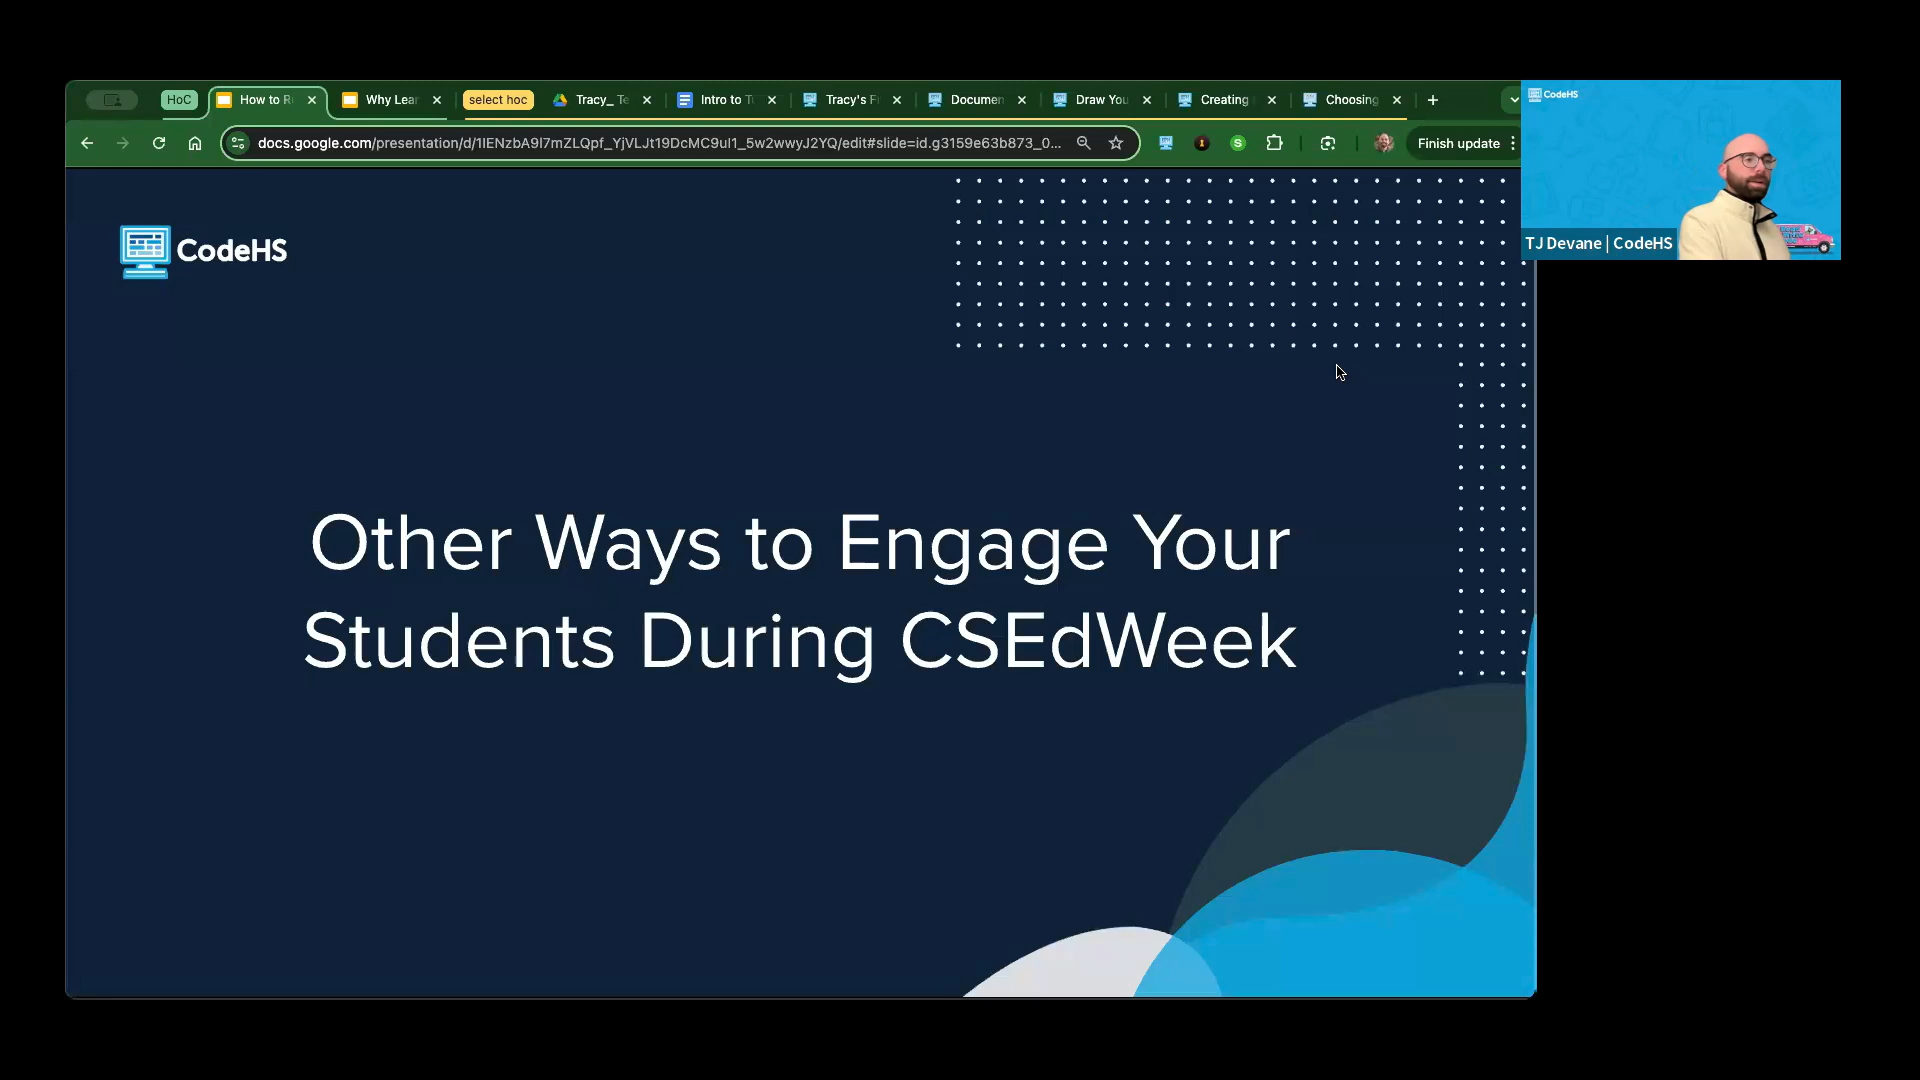 HoC
How to R
Why Lear
select hoc
Tracy_ Te
Intro to T
Tracy's F
Documen
Draw You
Creating
Choosing
docs.google.com/presentation/d/1IENzbA9I7mZLQpf_YjVLJt19DcMC9uI1_5w2wwyJ2YQ/edit#slide=id.g3159e63b873_0...
Finish update
CodeHS
TJ Devane | CodeHS
CodeHS
Other Ways to Engage Your
Students During CSEdWeek